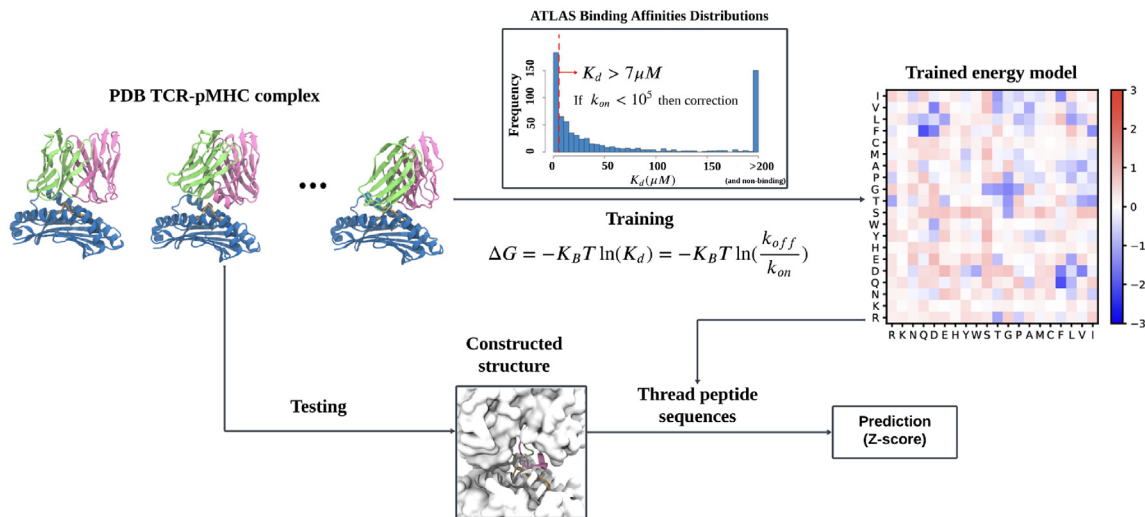 ATLAS Binding Affinities Distributions
Frequency
150
100
50
0
K_d > 7μM
If k_on < 10^5 then correction
0 50 100 150 >200
K_d(μM)
(and non-binding)
PDB TCR-pMHC complex
...
Training
ΔG = −K_BT ln(K_d) = −K_BT ln(k_off/k_on)
Trained energy model
I
V
L
F
C
M
A
P
G
T
S
W
Y
H
E
D
Q
N
K
R
R K N Q D E H Y W S T G P A M C F L V I
3
2
1
0
−1
−2
−3
Testing
Constructed
structure
Thread peptide
sequences
Prediction
(Z-score)